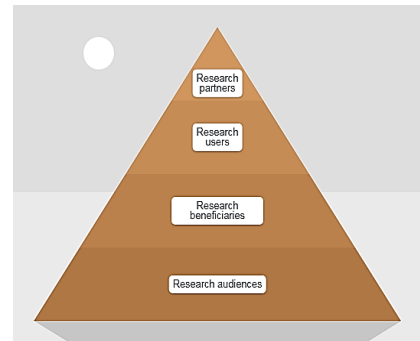 Research
partners
Research
users
Research
beneficiaries
Research audiences